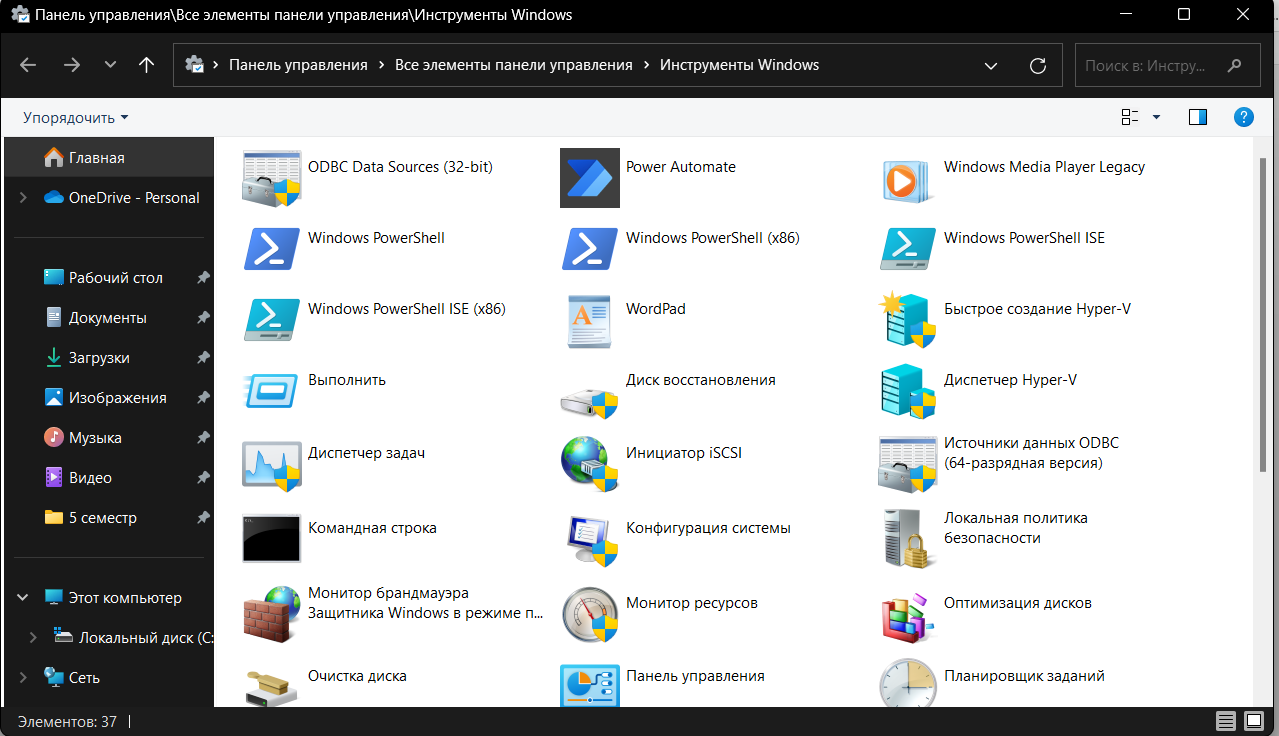 Панель управления\Все элементы панели управления\Инструменты Windows
Панель управления > Все элементы панели управления > Инструменты Windows
Поиск в: Инстру...
Упорядочить
Главная
OneDrive - Personal
Рабочий стол
Документы
Загрузки
Изображения
Музыка
Видео
5 семестр
Этот компьютер
Локальный диск (C:
Сеть
ODBC Data Sources (32-bit)
Power Automate
Windows Media Player Legacy
Windows PowerShell
Windows PowerShell (x86)
Windows PowerShell ISE
Windows PowerShell ISE (x86)
WordPad
Быстрое создание Hyper-V
Выполнить
Диск восстановления
Диспетчер Hyper-V
Диспетчер задач
Инициатор iSCSI
Источники данных ODBC
(64-разрядная версия)
Командная строка
Конфигурация системы
Локальная политика
безопасности
Монитор брандмауэра
Защитника Windows в режиме п...
Монитор ресурсов
Оптимизация дисков
Очистка диска
Панель управления
Планировщик заданий
Элементов: 37